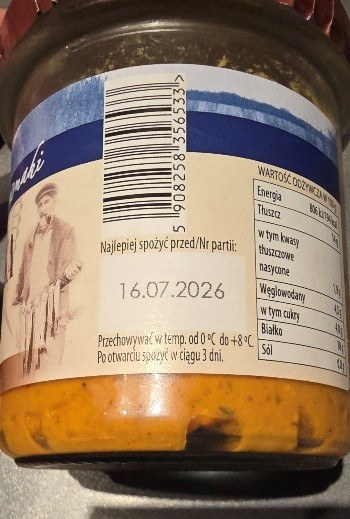 5 908258 356533 >
Najlepiej spożyć przed/Nr partii:
16.07.2026
Przechowywać w temp. od 0 °C do +8 °C.
Po otwarciu spożyć w ciągu 3 dni.
WARTOŚĆ ODŻYWCZA W
Energia
Tłuszcz
w tym kwasy
tłuszczowe
nasycone
Węglowodany
w tym cukry
Białko
Sól